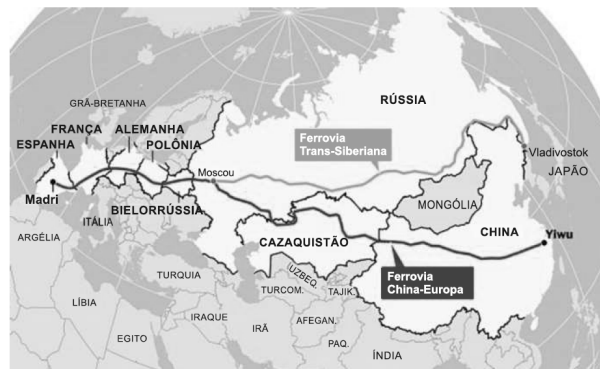 RÚSSIA
GRÃ-BRETANHA
FRANÇA
ALEMANHA
ESPANHA
POLÔNIA
Ferrovia
Trans-Siberiana
Moscou
Vladivostok
JAPÃO
Madri
BIELORRÚSSIA
MONGÓLIA
ITÁLIA
CHINA
Yiwu
ARGÉLIA
CAZAQUISTÃO
TURQUIA
UZBEQ.
Ferrovia
China-Europa
TURCOM.
TAJIK.
LÍBIA
IRAQUE
IRÃ
AFEGAN.
EGITO
PAQ.
ÍNDIA